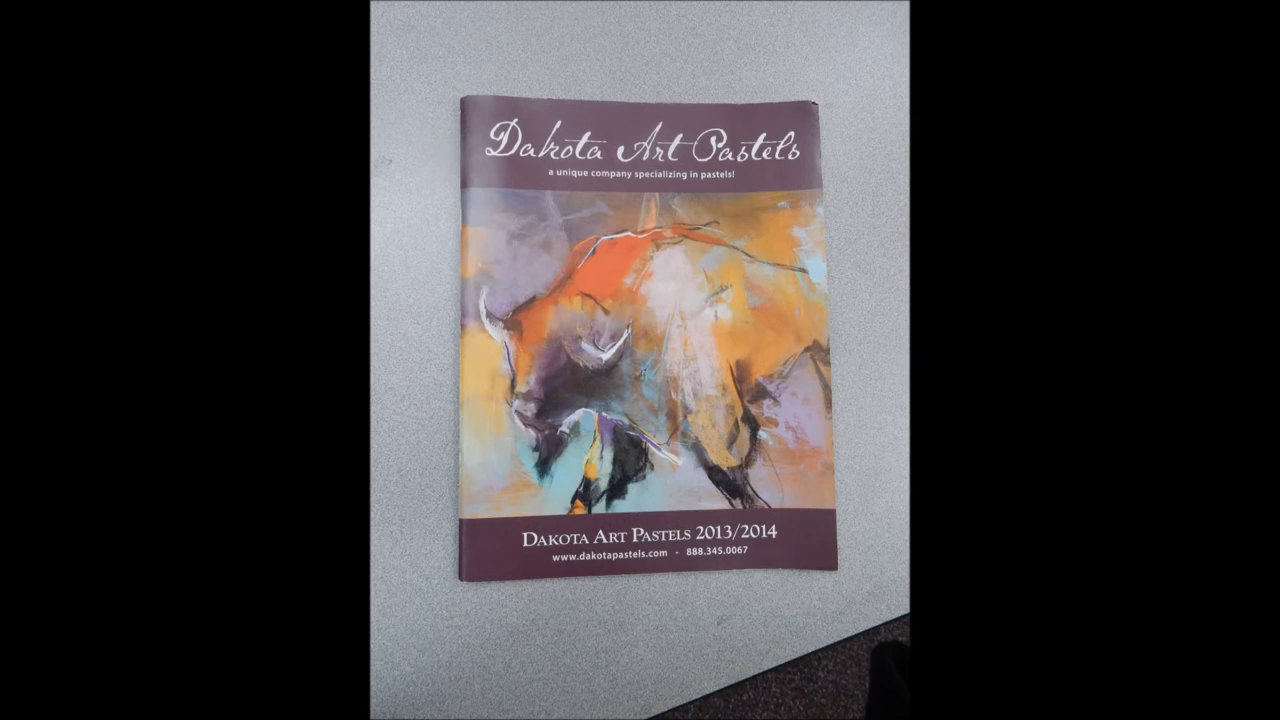 Dakota Art Pastels
a unique company specializing in pastels!
DAKOTA ART PASTELS 2013/2014
www.dakotapastels.com - 888.345.0067